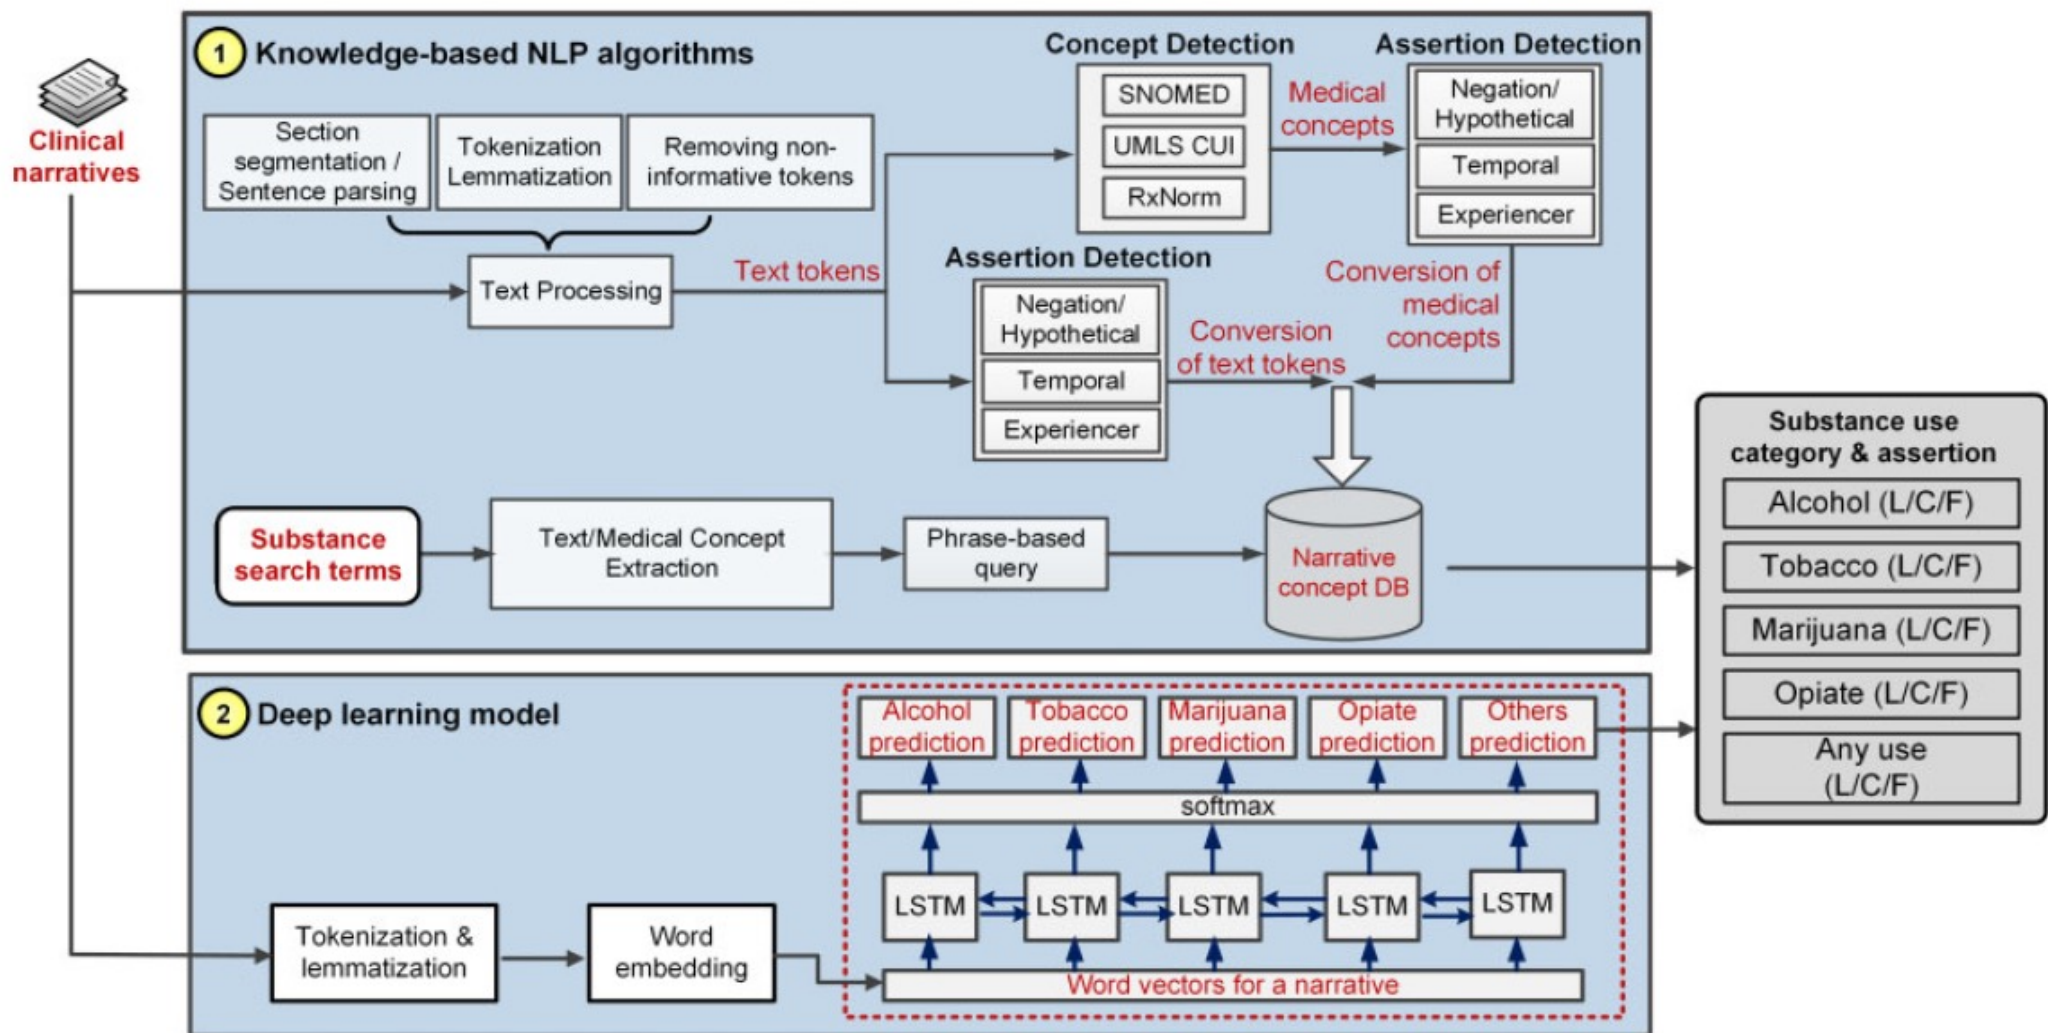 1 Knowledge-based NLP algorithms
Clinical
narratives
Section
segmentation /
Sentence parsing
Tokenization
Lemmatization
Removing non-
informative tokens
Text Processing
Text tokens
Concept Detection
SNOMED
UMLS CUI
RxNorm
Medical
concepts
Assertion Detection
Negation/
Hypothetical
Temporal
Experiencer
Conversion of
medical
concepts
Assertion Detection
Negation/
Hypothetical
Temporal
Experiencer
Conversion
of text tokens
Substance
search terms
Text/Medical Concept
Extraction
Phrase-based
query
Narrative
concept DB
Substance use
category & assertion
Alcohol (L/C/F)
Tobacco (L/C/F)
Marijuana (L/C/F)
Opiate (L/C/F)
Any use
(L/C/F)
2 Deep learning model
Alcohol
prediction
Tobacco
prediction
Marijuana
prediction
Opiate
prediction
Others
prediction
softmax
LSTM
LSTM
LSTM
LSTM
LSTM
Tokenization &
lemmatization
Word
embedding
Word vectors for a narrative